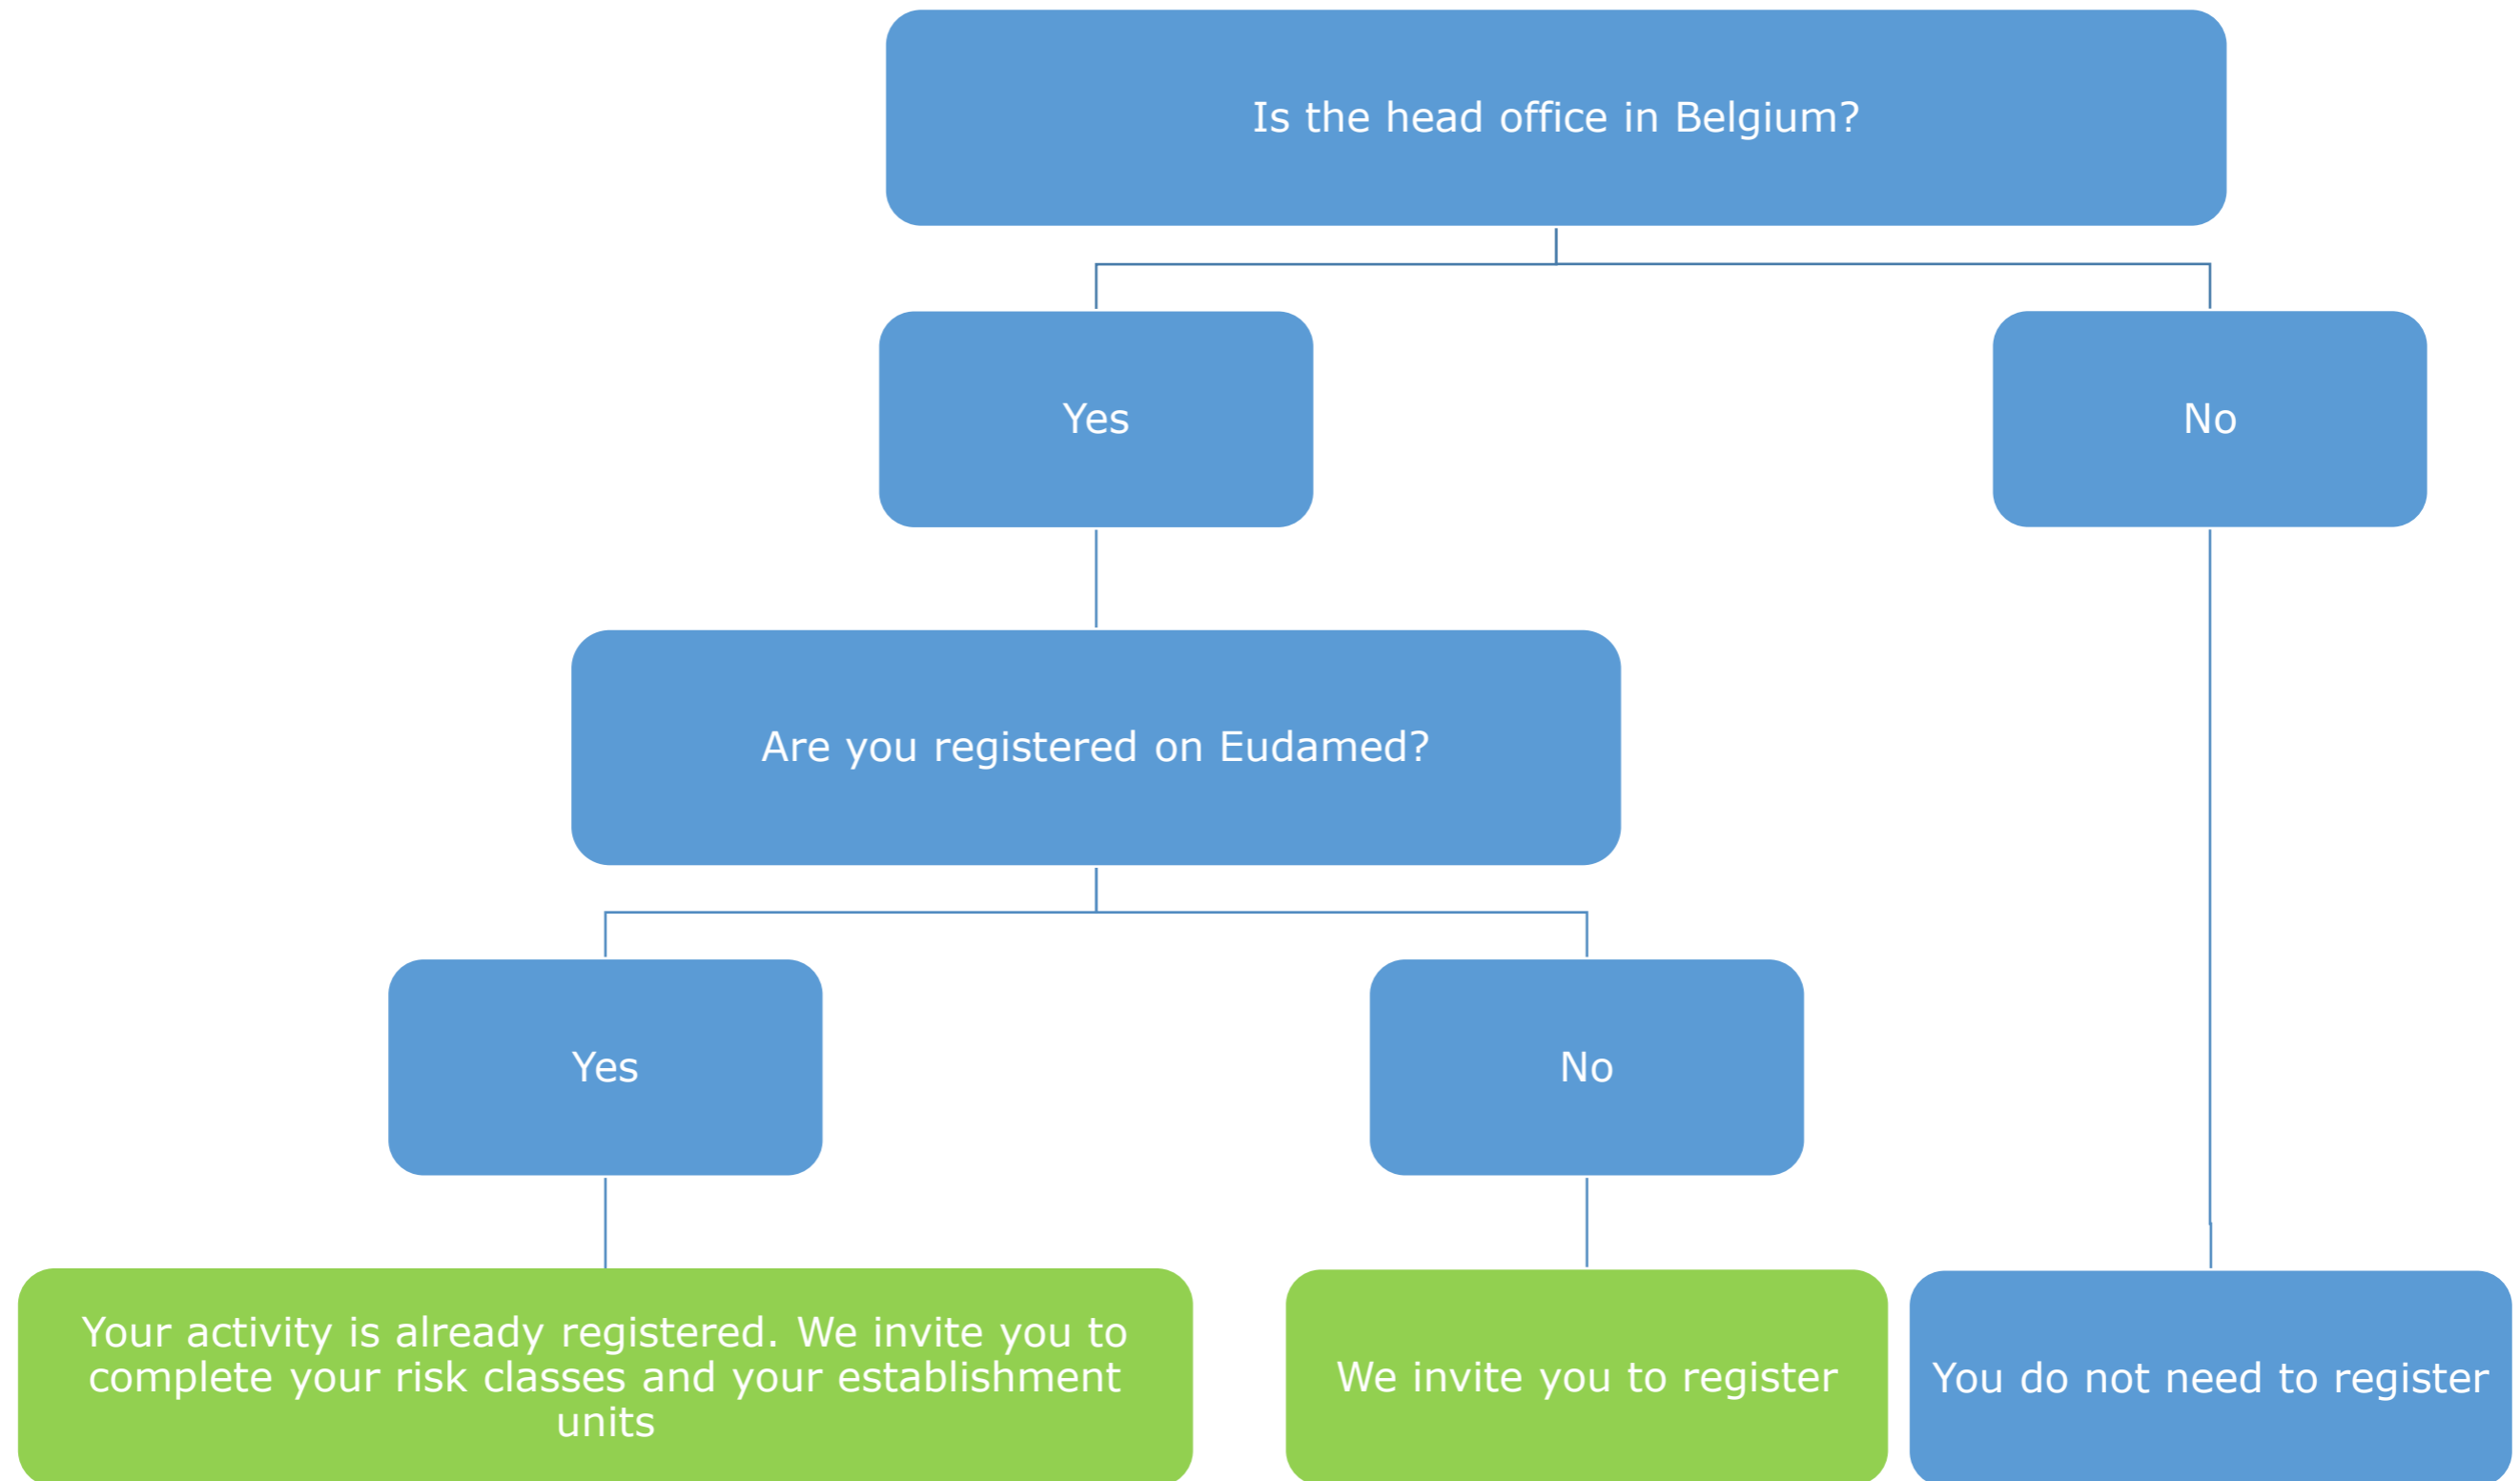 Is the head office in Belgium?
Yes
No
Are you registered on Eudamed?
Yes
No
Your activity is already registered. We invite you to
complete your risk classes and your establishment
units
We invite you to register
You do not need to register